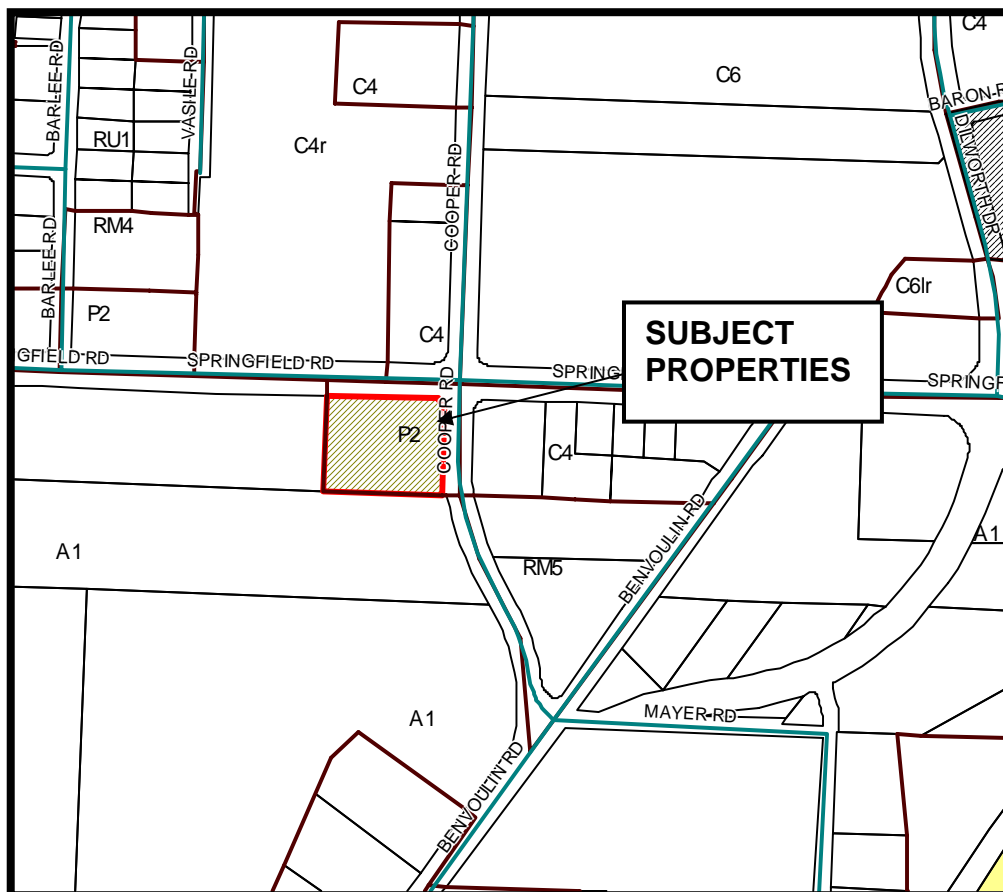 C4
C6
BARON-R
DILWORTH-DR
BARLEE-RD
VASILE-RD
RU1
C4
C4r
COOPER-RD
RM4
BARLEE-RD
P2
C4
C6lr
SUBJECT
PROPERTIES
GFIELD RD
SPRINGFIELD RD
SPRING
SPRINGF
COOPER RD
P2
C4
BENVOULIN-RD
A1
A1
RM5
A1
MAYER-RD
BENVOULIN RD